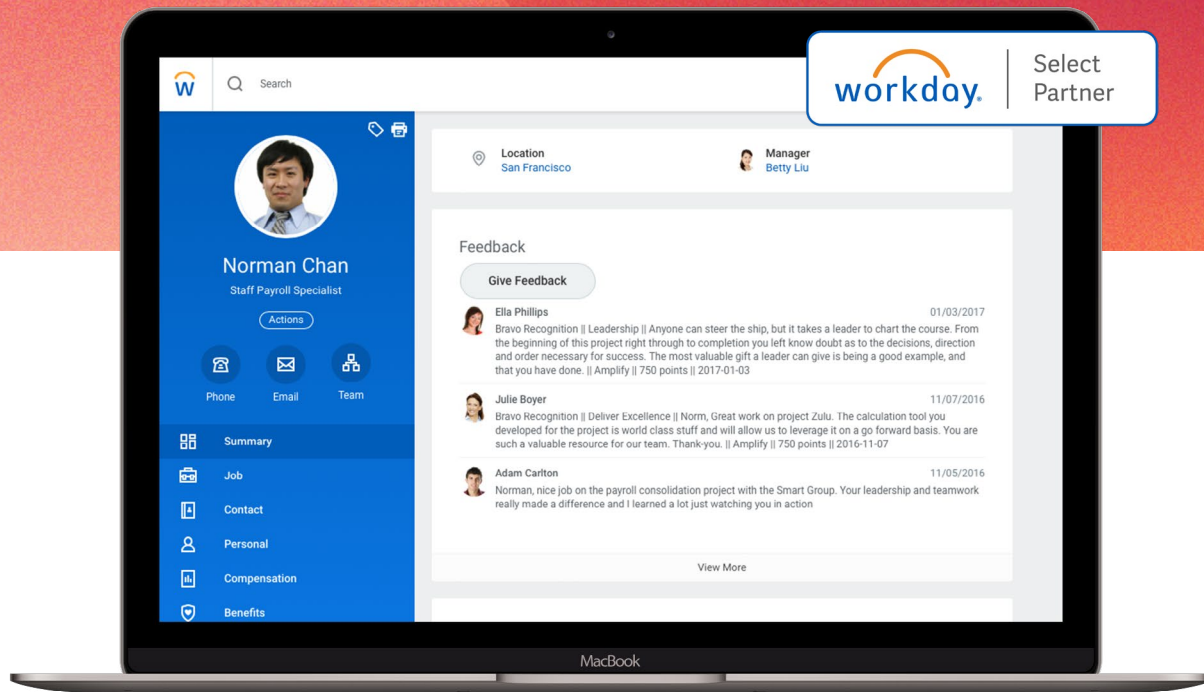 W
Search
workday.
Select
Partner
Norman Chan
Staff Payroll Specialist
Actions
Phone
Email
Team
Summary
Job
Contact
Personal
Compensation
Benefits
Location
San Francisco
Manager
Betty Liu
Feedback
Give Feedback
Ella Phillips
01/03/2017
Bravo Recognition || Leadership || Anyone can steer the ship, but it takes a leader to chart the course. From
the beginning of this project right through to completion you left know doubt as to the decisions, direction
and order necessary for success. The most valuable gift a leader can give is being a good example, and
that you have done. || Amplify || 750 points || 2017-01-03
Julie Boyer
11/07/2016
Bravo Recognition || Deliver Excellence || Norm, Great work on project Zulu. The calculation tool you
developed for the project is world class stuff and will allow us to leverage it on a go forward basis. You are
such a valuable resource for our team. Thank-you. || Amplify || 750 points || 2016-11-07
Adam Carlton
11/05/2016
Norman, nice job on the payroll consolidation project with the Smart Group. Your leadership and teamwork
really made a difference and I learned a lot just watching you in action
View More
MacBook